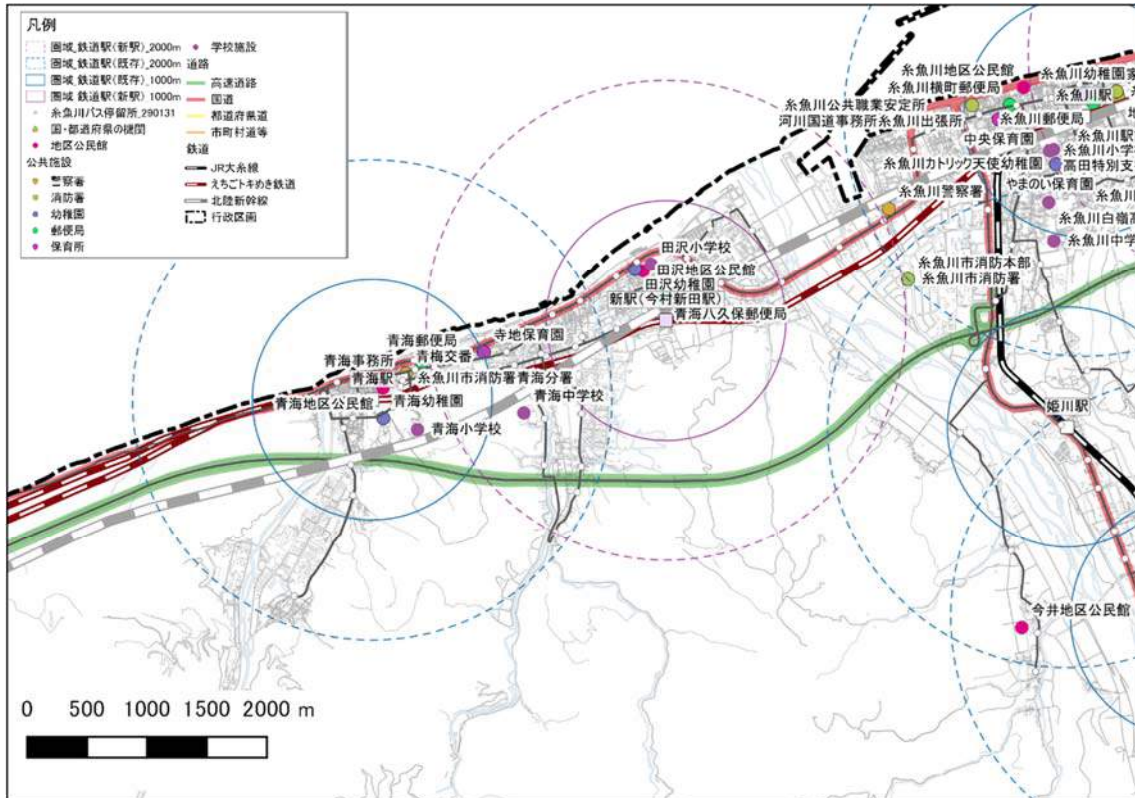 凡例
圏域_鉄道駅(新駅)_2000m
圏域_鉄道駅(既存)_2000m
圏域_鉄道駅(既存)_1000m
圏域_鉄道駅(新駅)_1000m
糸魚川バス停留所_290131
国・都道府県の機関
地区公民館
公共施設
警察署
消防署
幼稚園
郵便局
保育所
学校施設
道路
高速道路
国道
都道府県道
市町村道等
鉄道
JR大糸線
えちごトキめき鉄道
北陸新幹線
行政区画
糸魚川地区公民館
糸魚川幼稚園
糸魚川横町郵便局
糸魚川公共職業安定所
糸魚川駅
河川国道事務所糸魚川出張所
糸魚川郵便局
中央保育園
糸魚川駅
糸魚川小学校
糸魚川カトリック天使幼稚園
高田特別支
やまのい保育園
糸魚川警察署
糸魚川
糸魚川白嶺高
糸魚川中学
糸魚川市消防本部
糸魚川市消防署
田沢小学校
田沢地区公民館
田沢幼稚園
新駅(今村新田駅)
青海八久保郵便局
寺地保育園
青海郵便局
青海事務所
青梅交番
青海駅
糸魚川市消防署青海分署
青海地区公民館
青海幼稚園
青海中学校
青海小学校
姫川駅
今井地区公民館
0 500 1000 1500 2000 m